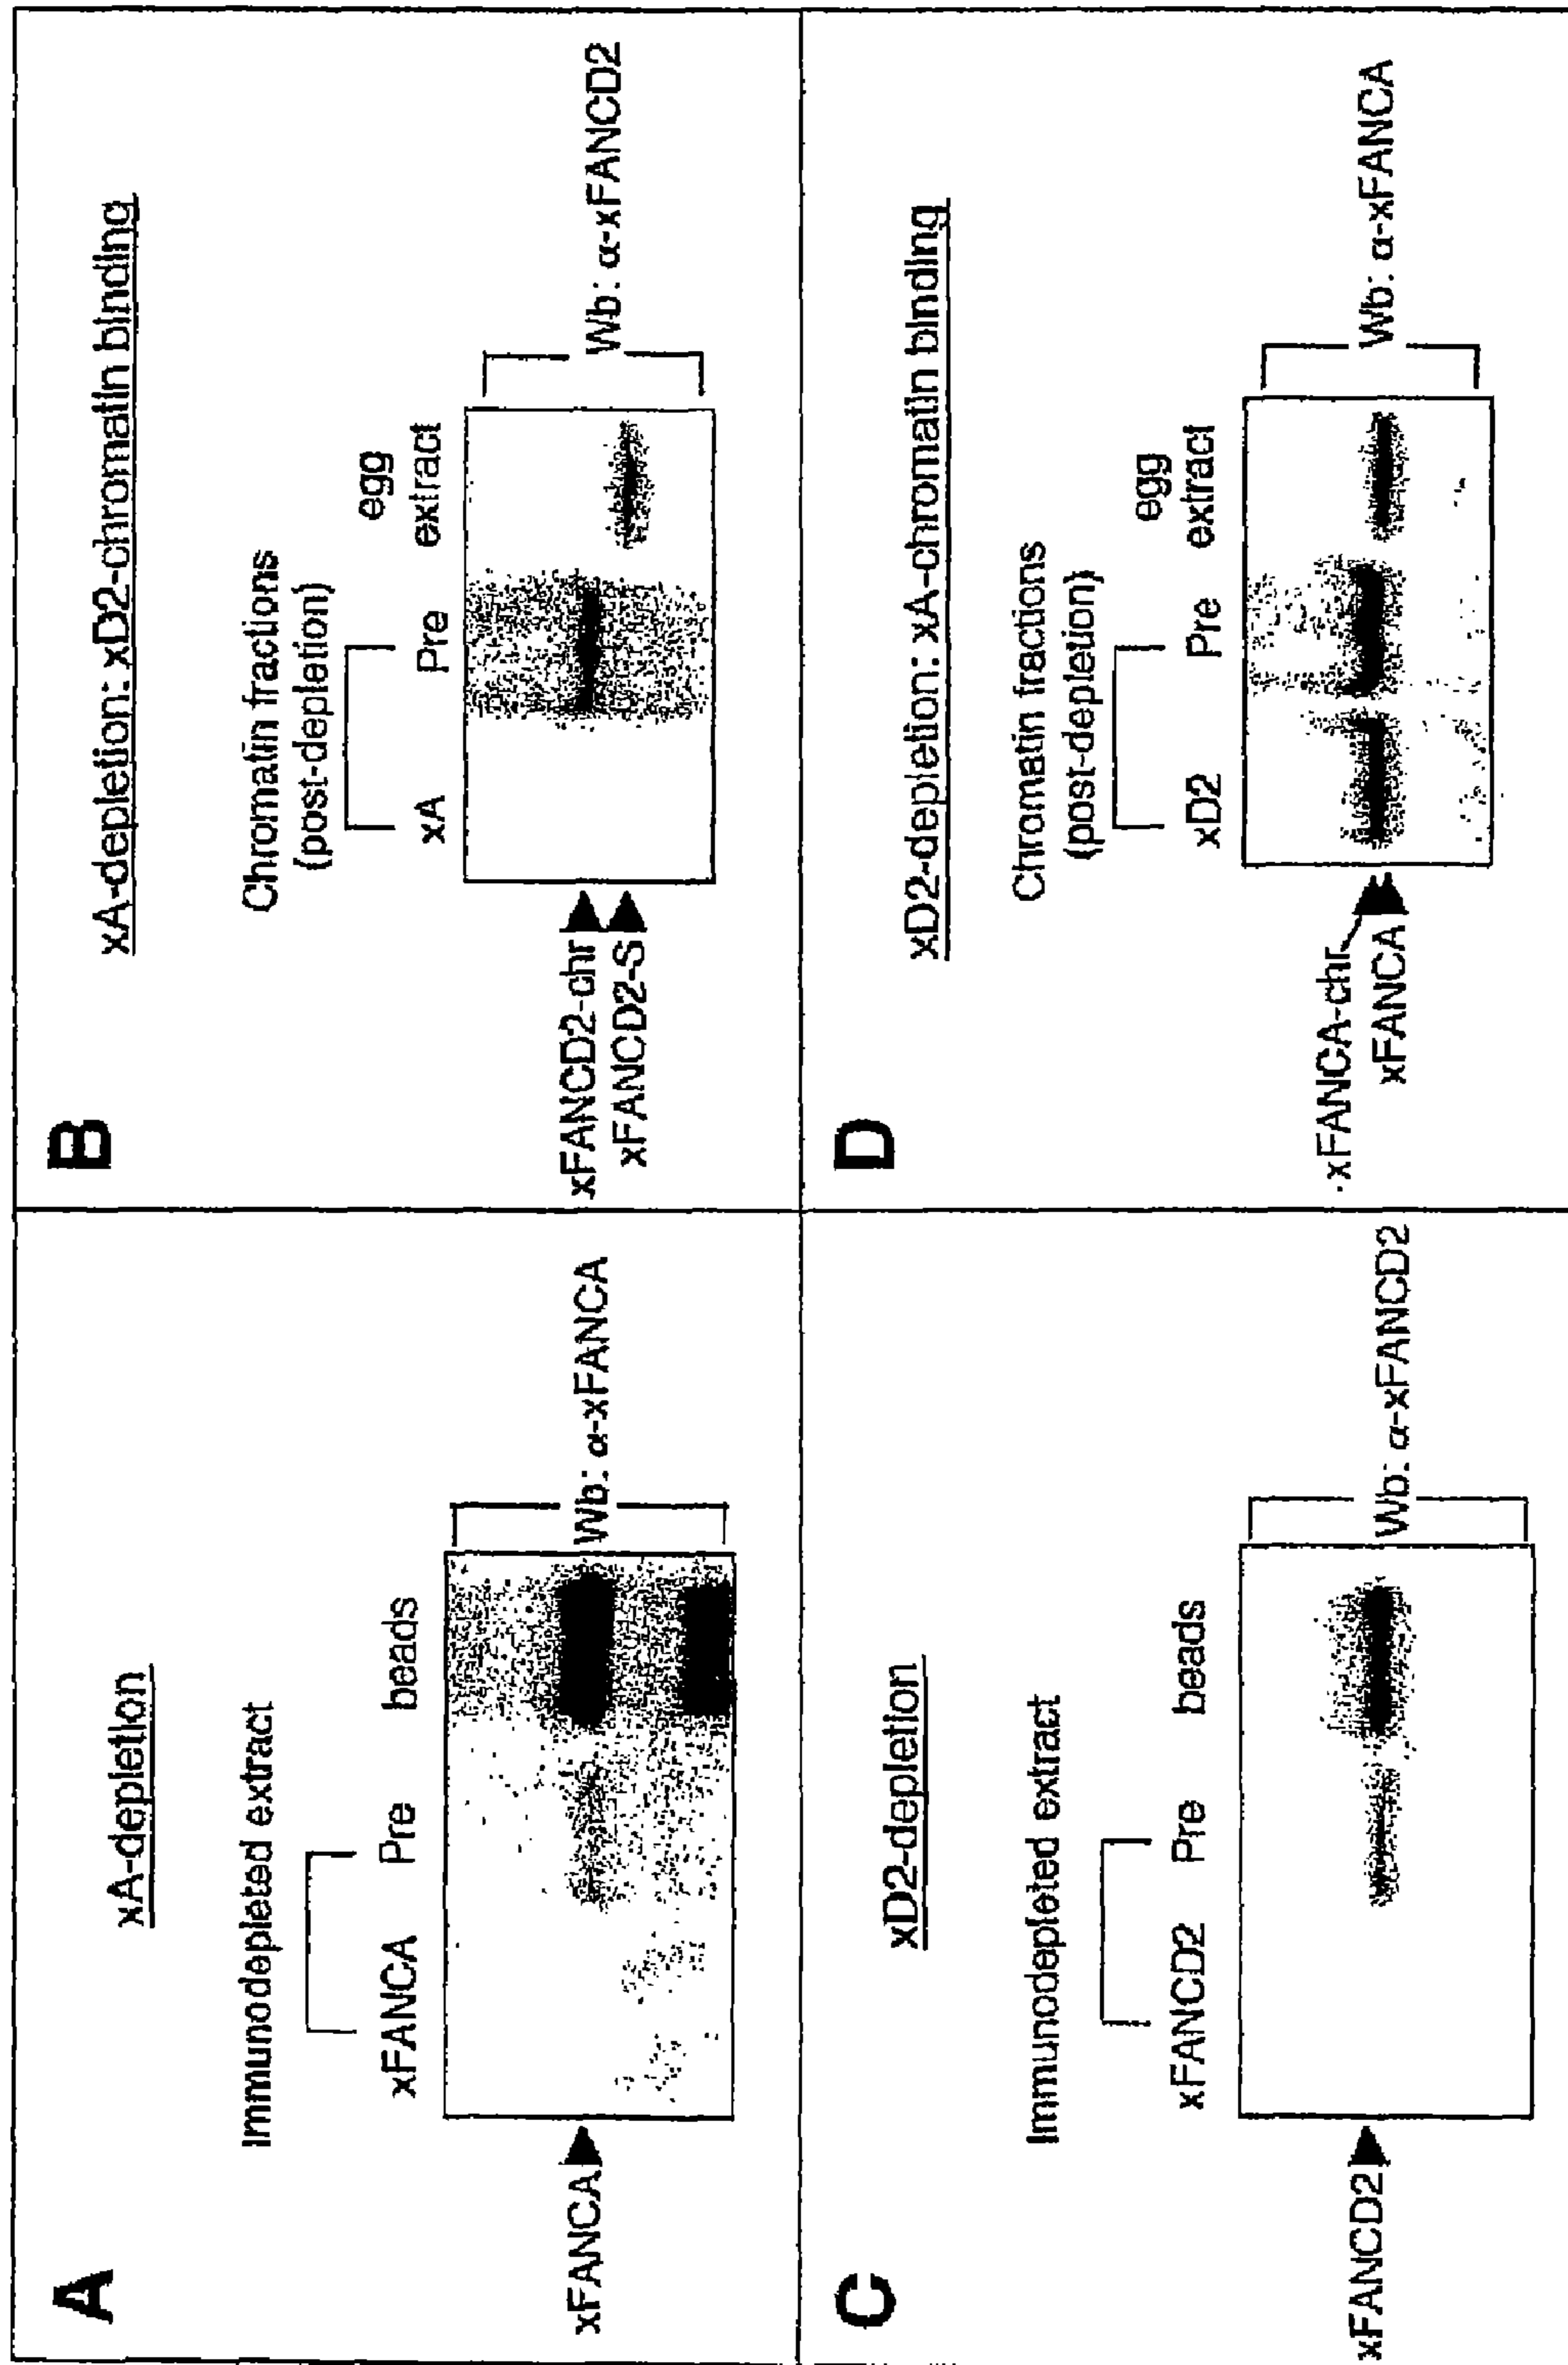 A
xA-depletion
Immunodepleted extract
xFANCA Pre beads
xFANCA
Wb: α-xFANCA
B
xA-depletion: xD2-chromatin binding
Chromatin fractions
(post-depletion)
egg
xA Pre extract
xFANCD2-chr
xFANCD2-S
Wb: α-xFANCD2
C
xD2-depletion
Immunodepleted extract
xFANCD2 Pre beads
xFANCD2
Wb: α-xFANCD2
D
xD2-depletion: xA-chromatin binding
Chromatin fractions
(post-depletion)
egg
xD2 Pre extract
xFANCA-chr
xFANCA
Wb: α-xFANCA